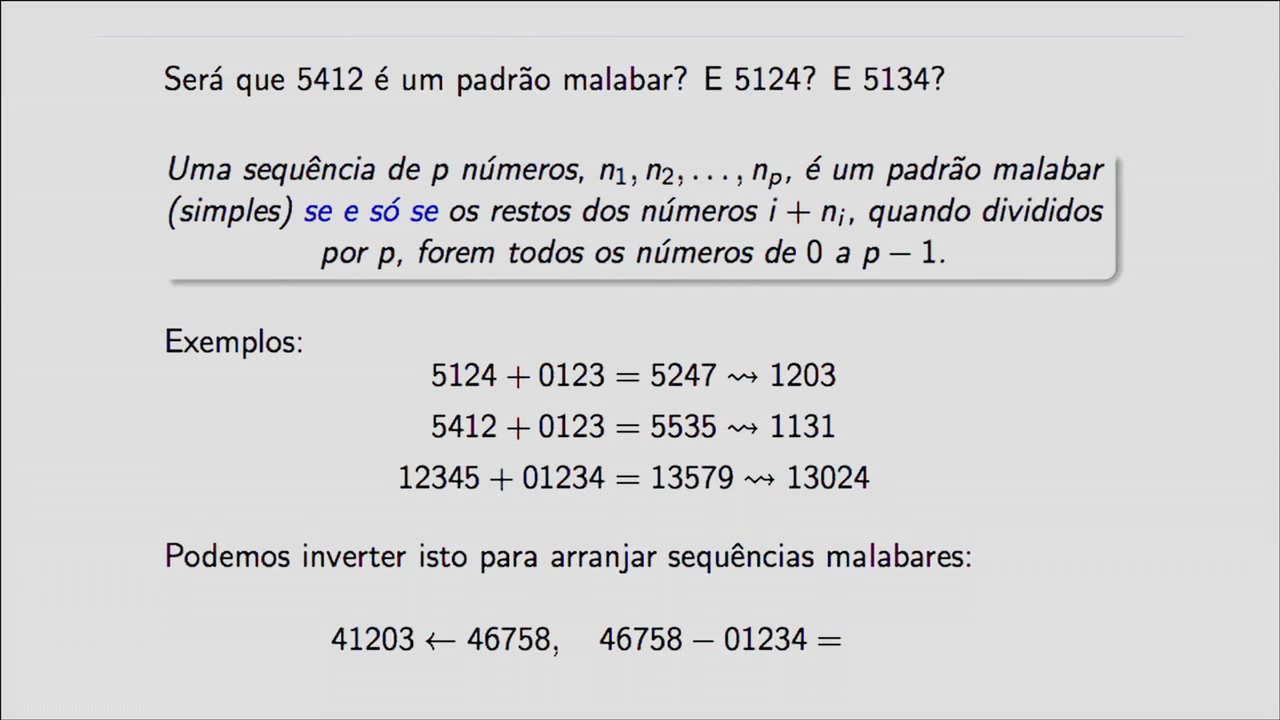 Será que 5412 é um padrão malabar? E 5124? E 5134?
Uma sequência de p números, n₁, n₂, . . . , nₚ, é um padrão malabar
(simples) se e só se os restos dos números i + nᵢ, quando divididos
por p, forem todos os números de 0 a p − 1.
Exemplos:
5124 + 0123 = 5247 ⇝ 1203
5412 + 0123 = 5535 ⇝ 1131
12345 + 01234 = 13579 ⇝ 13024
Podemos inverter isto para arranjar sequências malabares:
41203 ← 46758, 46758 − 01234 =